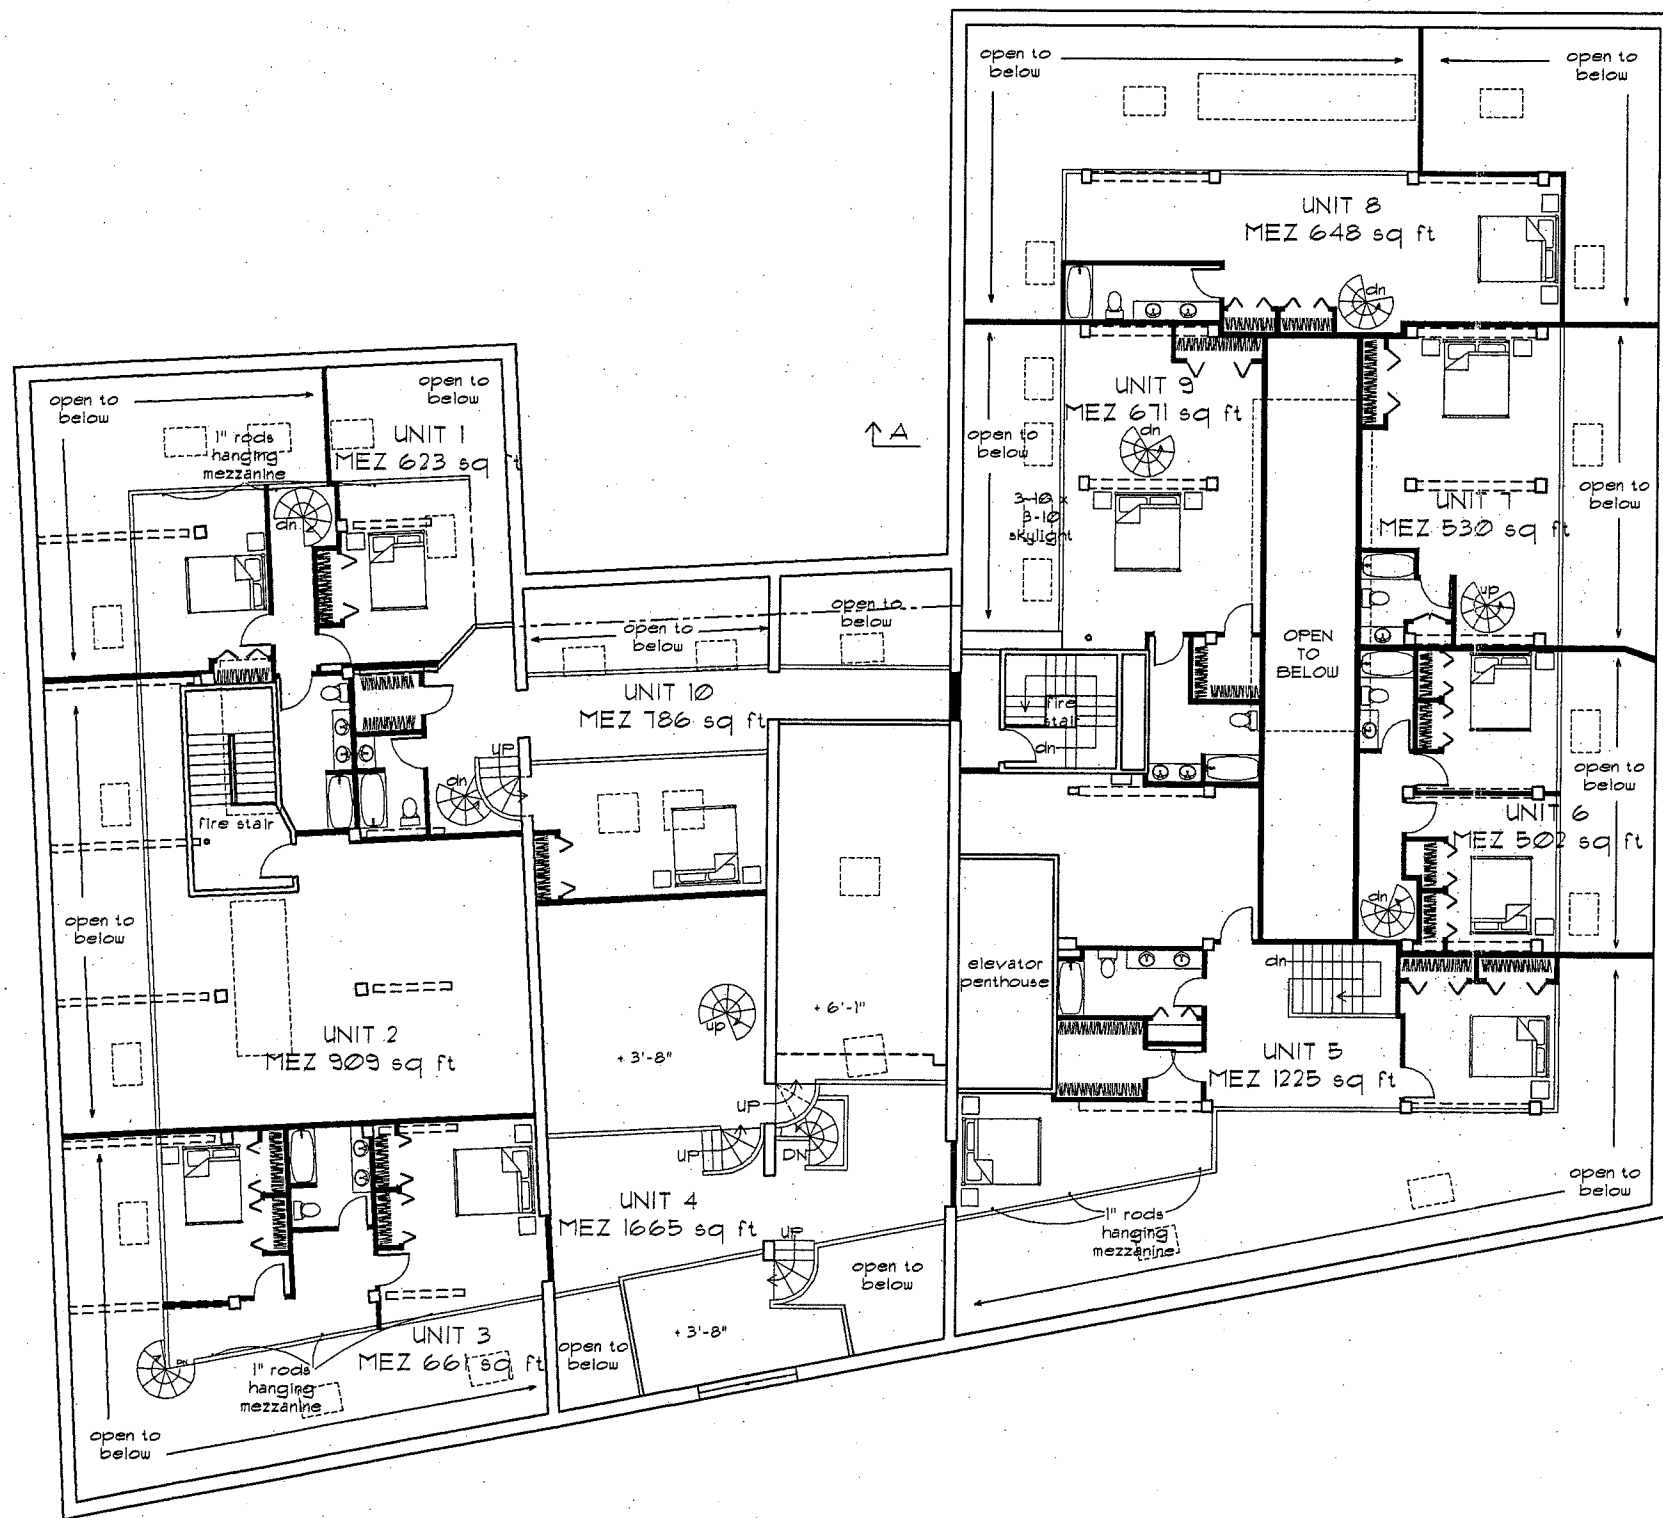 open to
below
open to
below
UNIT 8
MEZ 648 sq ft
dn
open to
below
open to
below
1" rods
hanging
mezzanine
UNIT 1
MEZ 623 sq ft
dn
A
UNIT 9
MEZ 671 sq ft
dn
open to
below
3-10 x
3-10
skylight
UNIT 7
MEZ 530 sq ft
open to
below
up
open to
below
open to
below
OPEN
TO
BELOW
UNIT 10
MEZ 786 sq ft
UP
dn
fire
stair
dn
fire stair
open to
below
UNIT 6
MEZ 502 sq ft
dn
open to
below
elevator
penthouse
dn
UNIT 2
MEZ 909 sq ft
up
+ 3'-8"
+ 6'-1"
UNIT 5
MEZ 1225 sq ft
UP
UP
DN
UNIT 4
MEZ 1665 sq ft
UP
open to
below
1" rods
hanging
mezzanine
open to
below
DN
UNIT 3
MEZ 661 sq ft
1" rods
hanging
mezzanine
open to
below
+ 3'-8"
open to
below